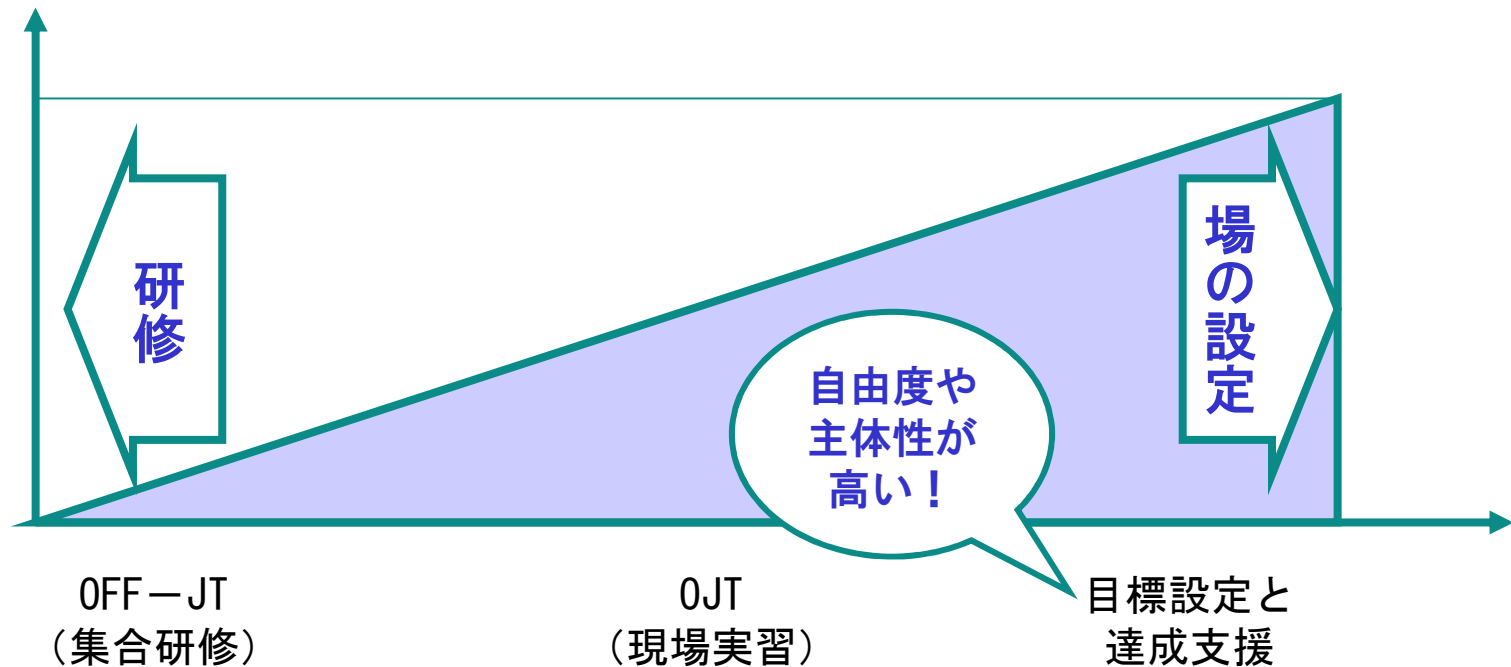 研修
場の設定
自由度や
主体性が
高い！
OFF－JT
（集合研修）
OJT
（現場実習）
目標設定と
達成支援